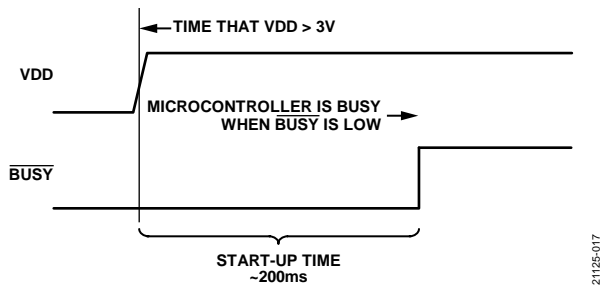 TIME THAT VDD > 3V
VDD
MICROCONTROLLER IS BUSY
WHEN BUSY IS LOW
BUSY
START-UP TIME
~200ms
21125-017